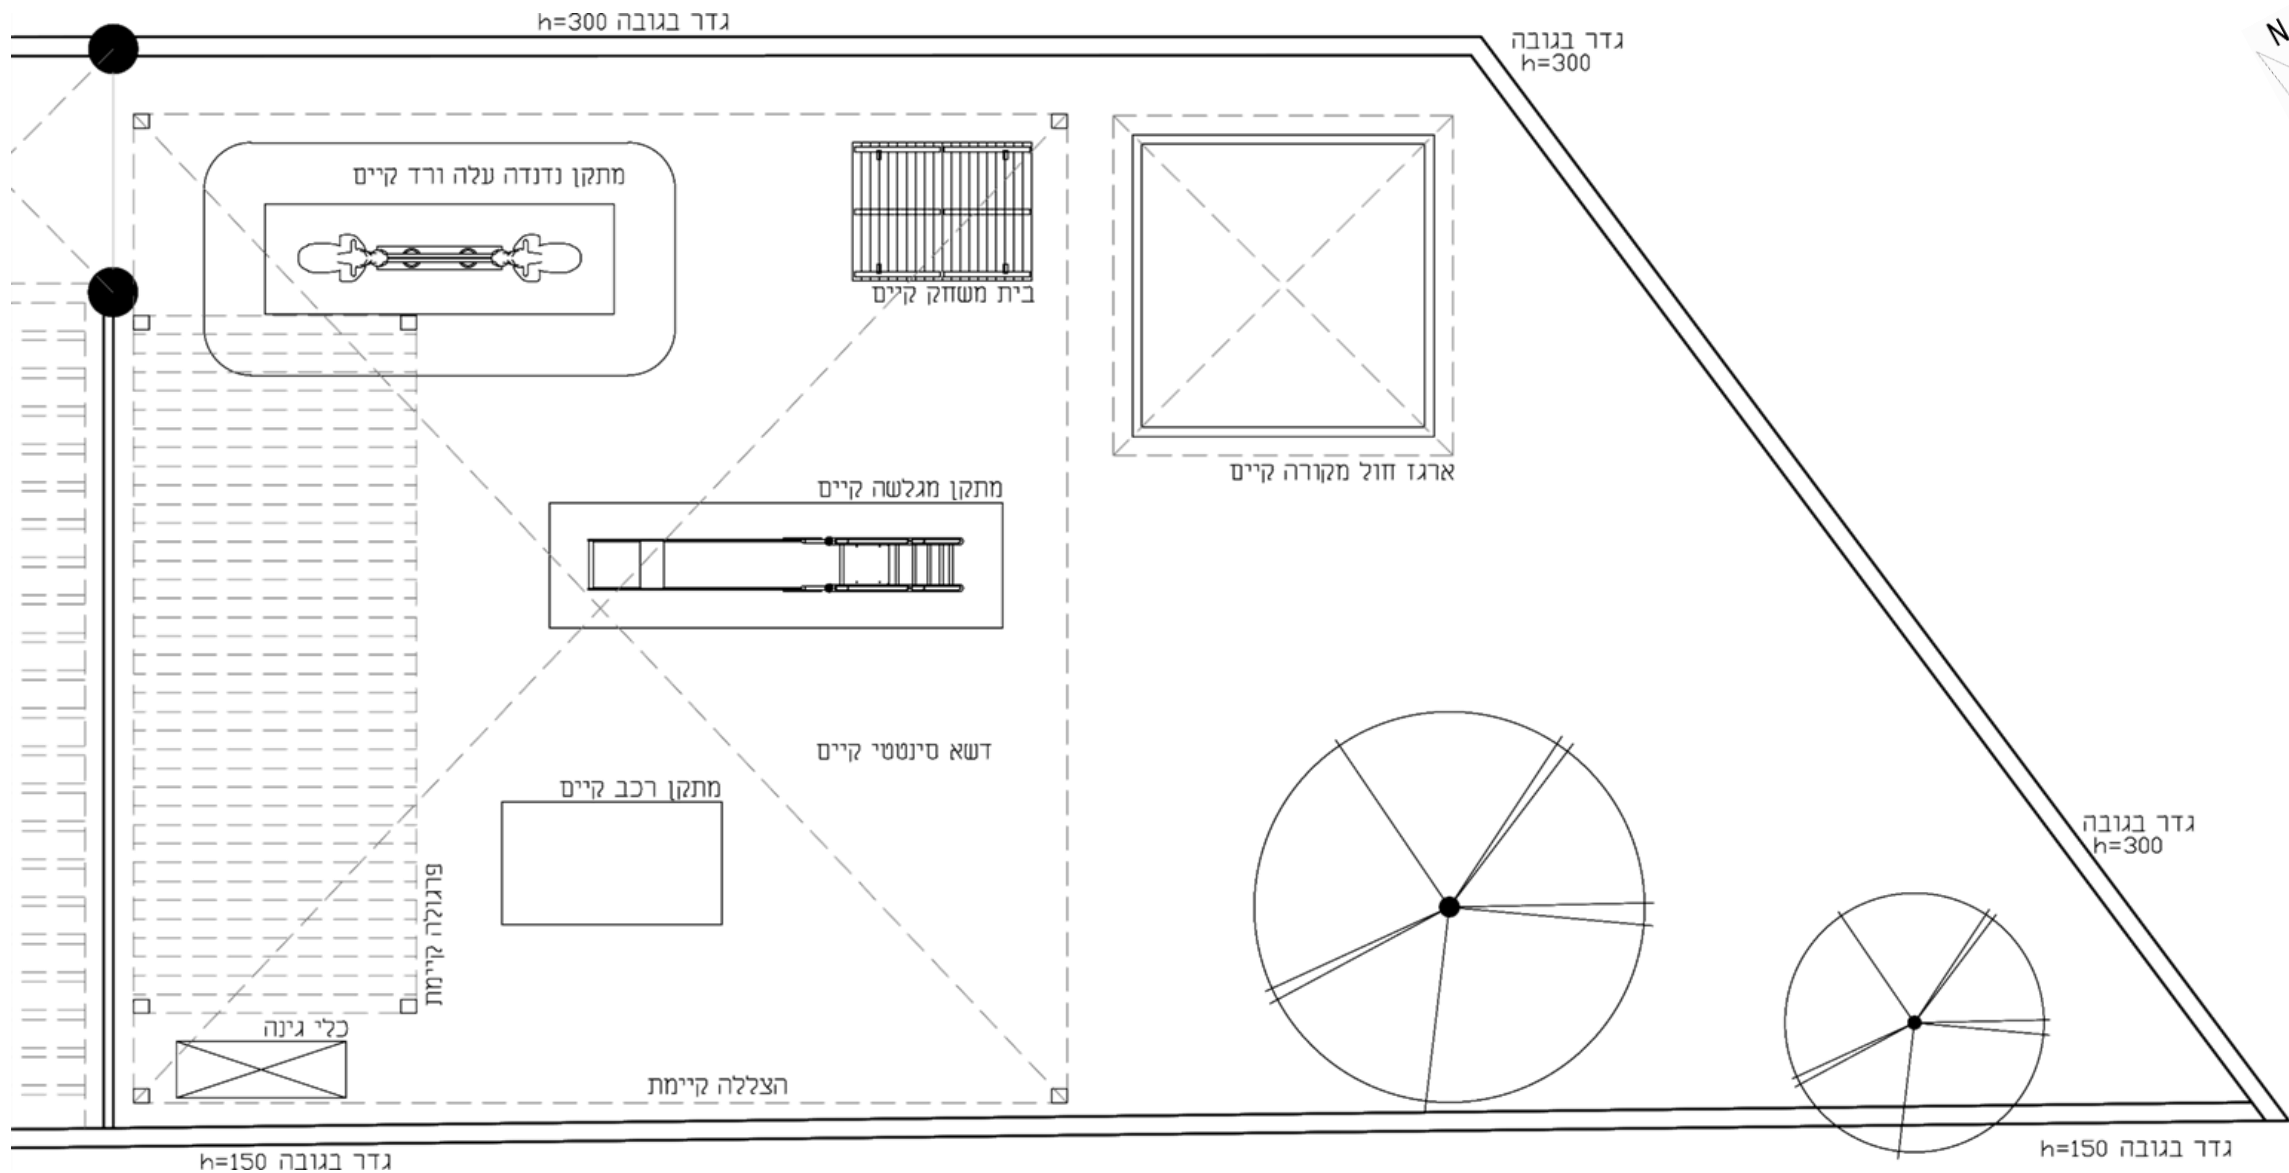 גדר בגובה h=300
גדר בגובה
h=300
N
מתקן נדנדה עלה ורד קיים
בית משחק קיים
ארגז חול מקורה קיים
מתקן מגלשה קיים
דשא סינטטי קיים
מתקן רכב קיים
גדר בגובה
h=300
פרגולה קיימת
כלי גינה
הצללה קיימת
גדר בגובה h=150
גדר בגובה h=150